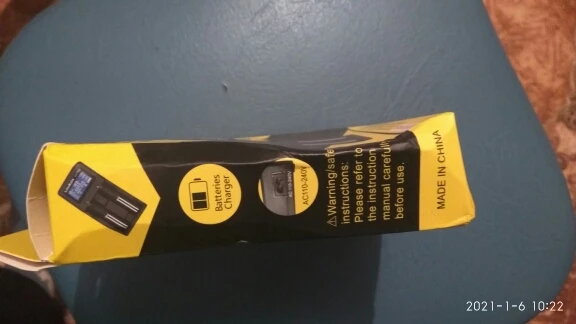 Batteries
Charger
AC110-240V
⚠Warning/safe
instructions:
Please refer to
the instruction
manual carefully
before use.
MADE IN CHINA
2021-1-6 10:22